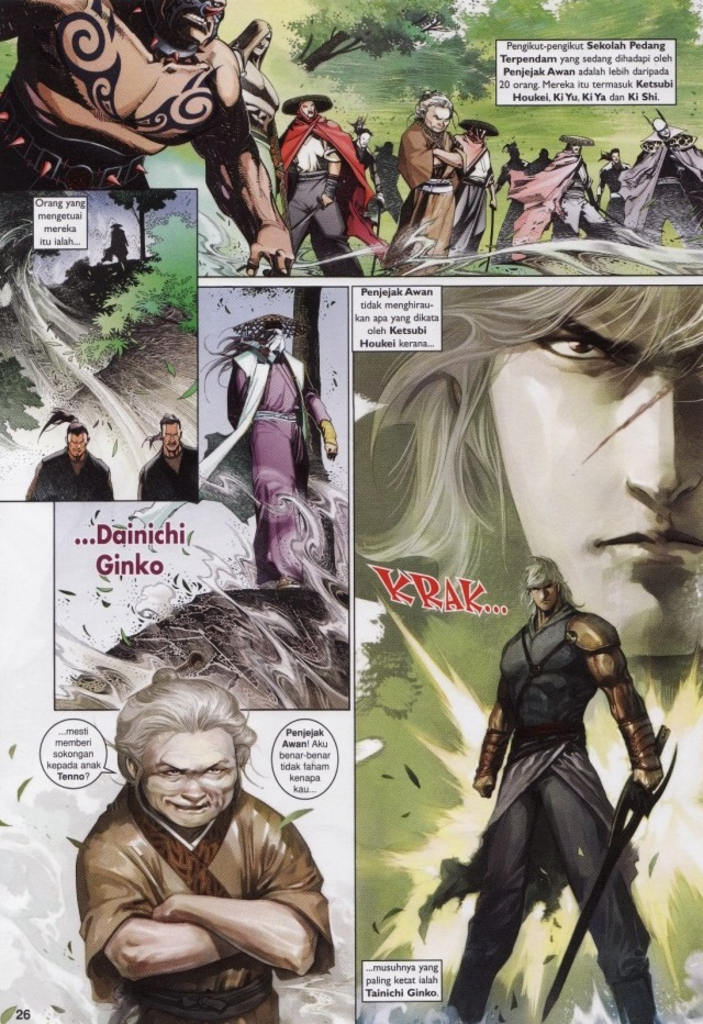 Pengikut-pengikut Sekolah Pedang
Terpendam yang sedang dihadapi oleh
Penjejak Awan adalah lebih daripada
20 orang. Mereka itu termasuk Ketsubi
Houkei, Ki Yu, Ki Ya dan Ki Shi.
Orang yang
mengetuai
mereka
itu ialah...
...Dainichi
Ginko
Penjejak Awan
tidak menghirau-
kan apa yang dikata
oleh Ketsubi
Houkei kerana...
KRAK...
Penjejak
Awan! Aku
benar-benar
tidak faham
kenapa
kau...
...mesti
memberi
sokongan
kepada anak
Tenno?
...musuhnya yang
paling ketat ialah
Tainichi Ginko.
26